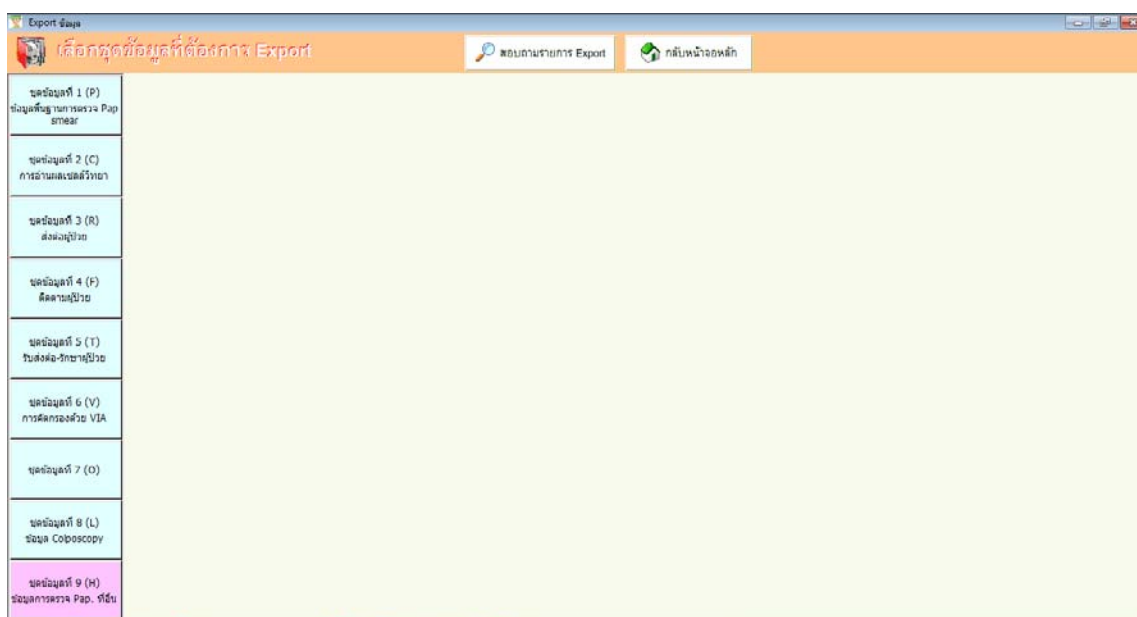 Export ข้อมูล
เลือกชุดข้อมูลที่ต้องการ Export
สอบถามรายการ Export
กลับหน้าจอหลัก
ชุดข้อมูลที่ 1 (P)
ข้อมูลพื้นฐานการตรวจ Pap
smear
ชุดข้อมูลที่ 2 (C)
การอ่านผลเซลล์วิทยา
ชุดข้อมูลที่ 3 (R)
ส่งต่อผู้ป่วย
ชุดข้อมูลที่ 4 (F)
ติดตามผู้ป่วย
ชุดข้อมูลที่ 5 (T)
รับส่งต่อ-รักษาผู้ป่วย
ชุดข้อมูลที่ 6 (V)
การคัดกรองด้วย VIA
ชุดข้อมูลที่ 7 (O)
ชุดข้อมูลที่ 8 (L)
ข้อมูล Colposcopy
ชุดข้อมูลที่ 9 (H)
ข้อมูลการตรวจ Pap. ที่อื่น